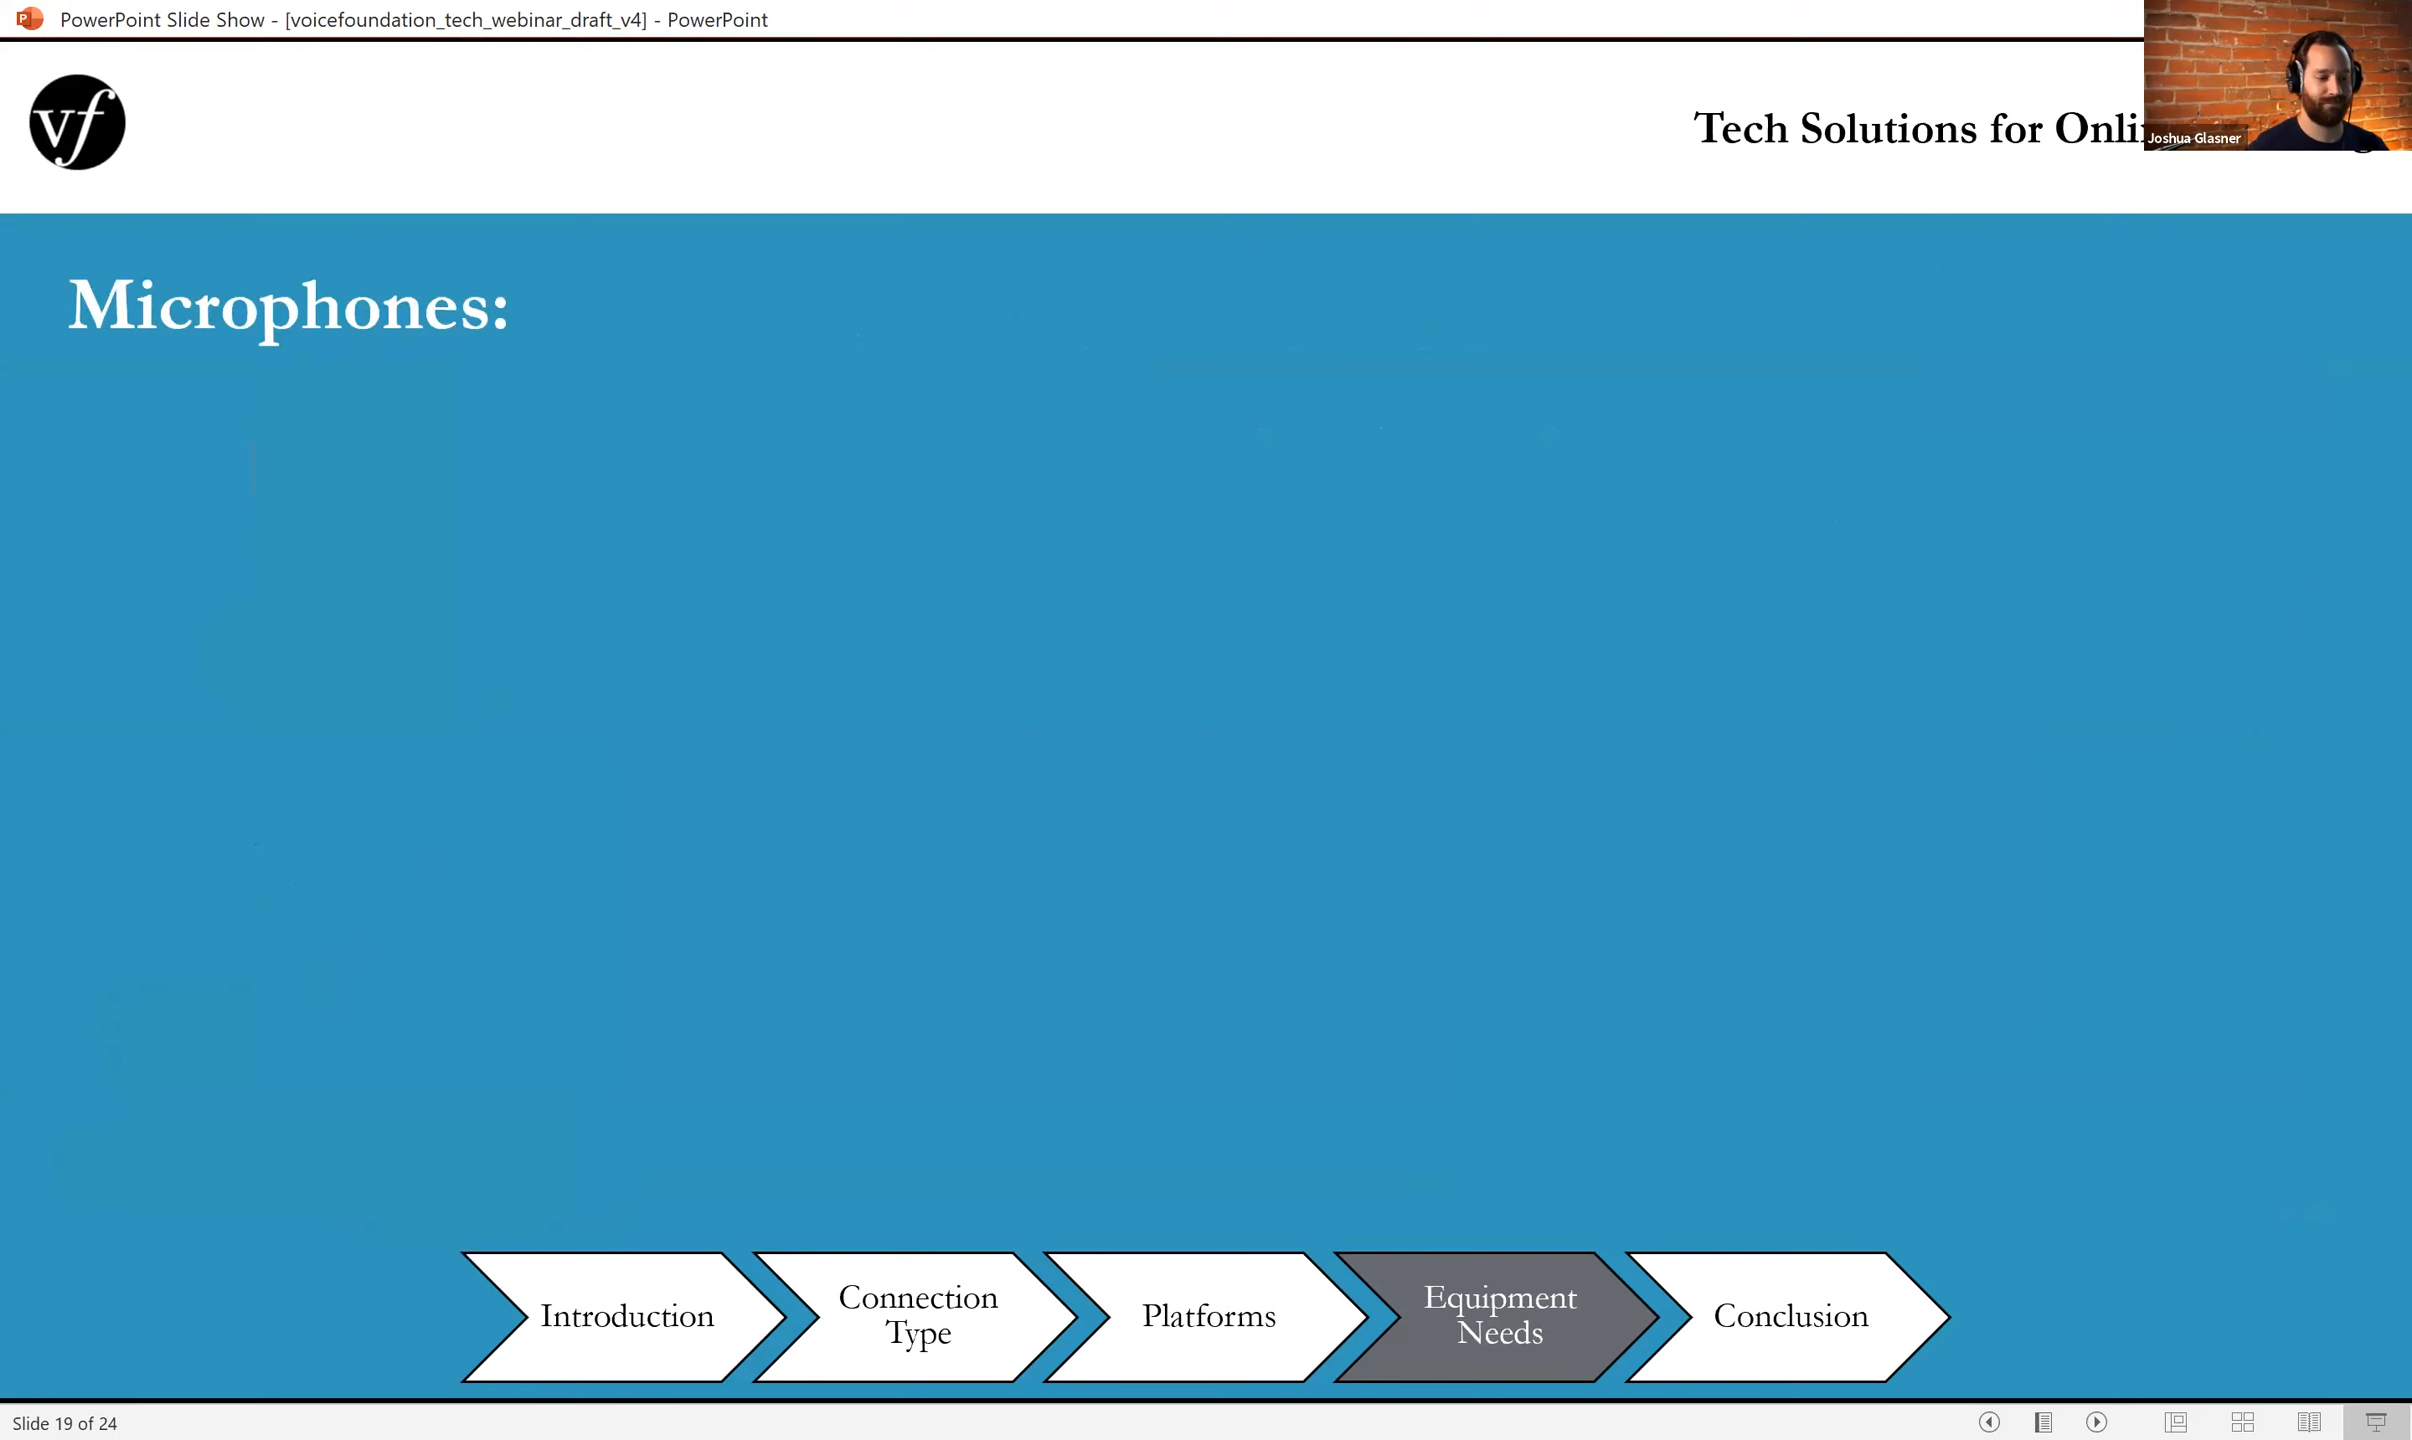 PowerPoint Slide Show - [voicefoundation_tech_webinar_draft_v4] - PowerPoint
vf
Tech Solutions for
Joshua Glasner
Microphones:
Introduction
Connection
Type
Platforms
Equipment
Needs
Conclusion
Slide 19 of 24